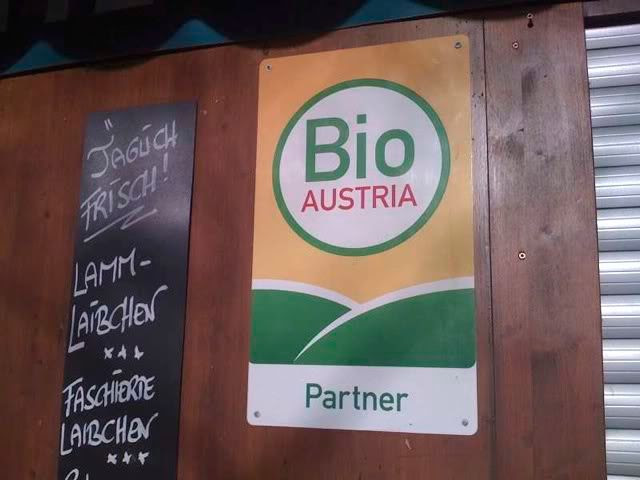 TÄGLICH
FRISCH!
LAMM-
LAIBCHEN
FASCHIERTE
LAIBCHEN
Bio
AUSTRIA
Partner